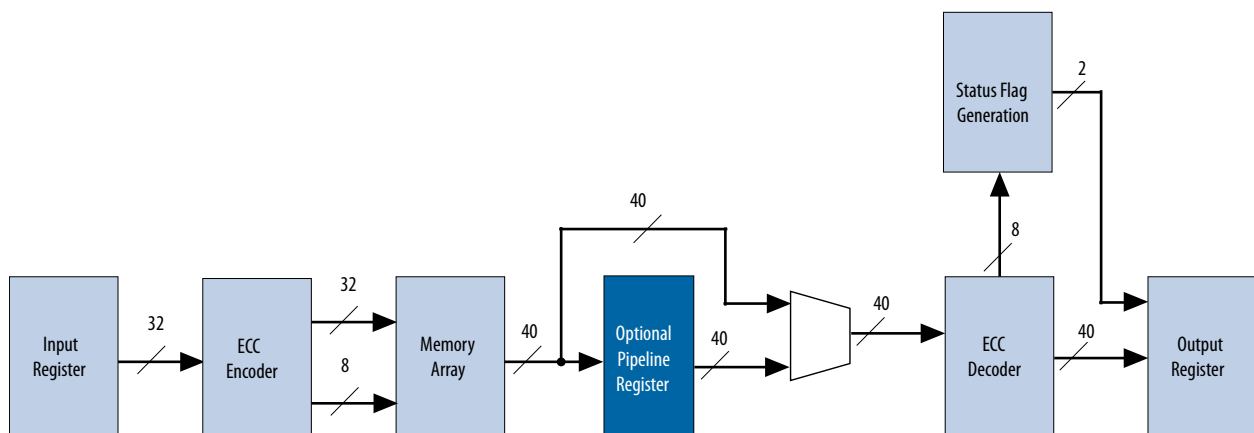 Status Flag
Generation
2
40
8
Input
Register
32
ECC
Encoder
32
8
Memory
Array
40
Optional
Pipeline
Register
40
40
ECC
Decoder
40
Output
Register